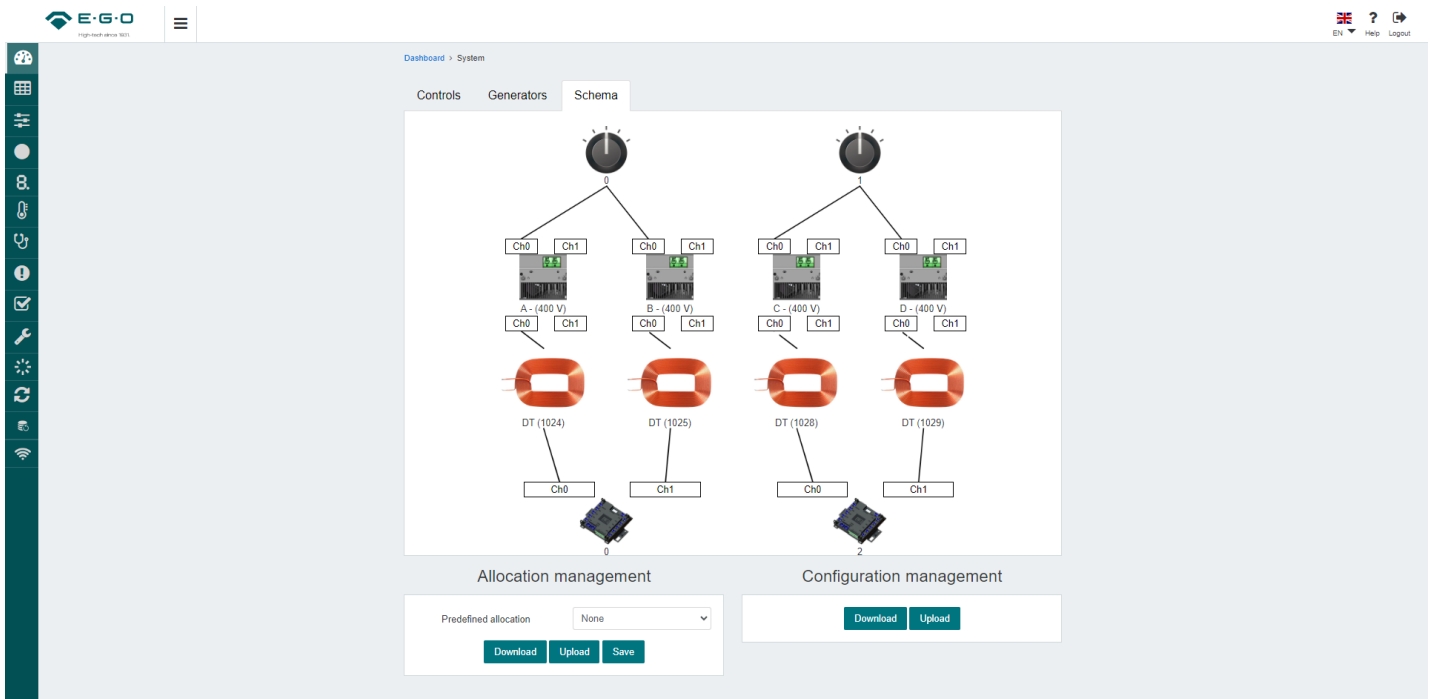 E·G·O
High-tech since 1931
EN
Help
Logout
Dashboard > System
Controls Generators Schema
0 1
Ch0 Ch1 Ch0 Ch1 Ch0 Ch1 Ch0 Ch1
A - (400 V) B - (400 V) C - (400 V) D - (400 V)
Ch0 Ch1 Ch0 Ch1 Ch0 Ch1 Ch0 Ch1
DT (1024) DT (1025) DT (1028) DT (1029)
Ch0 Ch1 Ch0 Ch1
0 2
Allocation management
Configuration management
Predefined allocation None
Download Upload Save
Download Upload